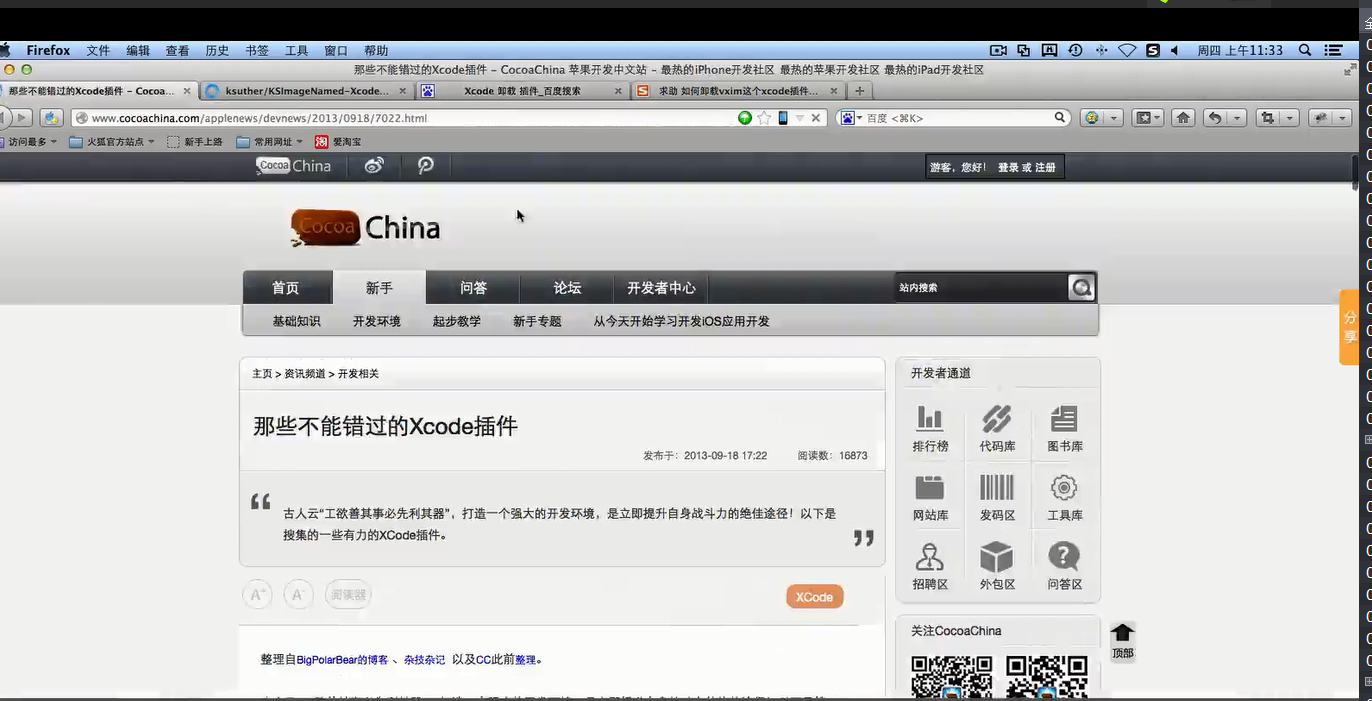 Firefox 文件 编辑 查看 历史 书签 工具 窗口 帮助 周四 上午11:33
那些不能错过的Xcode插件 – CocoaChina 苹果开发中文站 – 最热的iPhone开发社区 最热的苹果开发社区 最热的iPad开发社区
那些不能错过的Xcode插件 – Cocoa... ksuther/KSImageNamed-Xcode... Xcode 卸载 插件_百度搜索 求助 如何卸载vxim这个xcode插件...
www.cocoachina.com/applenews/devnews/2013/0918/7022.html 百度 <⌘K>
访问最多 火狐官方站点 新手上路 常用网址 淘 爱淘宝
CocoaChina 游客，您好！ 登录 或 注册
Cocoa China
首页 新手 问答 论坛 开发者中心 站内搜索
基础知识 开发环境 起步教学 新手专题 从今天开始学习开发iOS应用开发
分享
主页 > 资讯频道 > 开发相关
那些不能错过的Xcode插件
发布于：2013-09-18 17:22 阅读数：16873
古人云“工欲善其事必先利其器”，打造一个强大的开发环境，是立即提升自身战斗力的绝佳途径！以下是
搜集的一些有力的XCode插件。
A+ A- 阅读器 XCode
整理自BigPolarBear的博客 、杂技杂记 以及CC此前整理。
开发者通道
排行榜 代码库 图书库
网站库 发码区 工具库
招聘区 外包区 问答区
关注CocoaChina
顶部